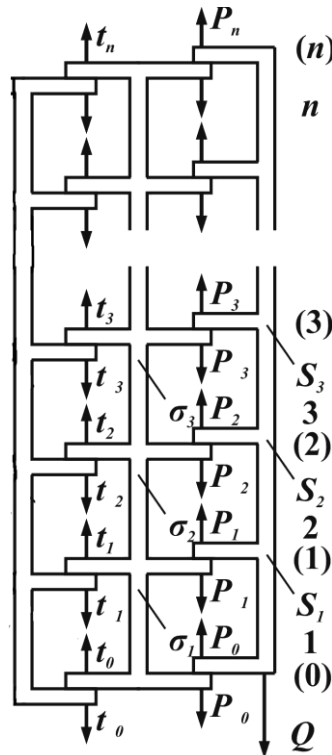 t_n P_n (n)
n
t_3 P_3 (3)
t_3 σ_3 P_3 S_3
t_2 P_2 3
(2)
t_2 σ_2 P_2 S_2
t_1 P_1 2
(1)
t_1 σ_1 P_1 S_1
t_0 P_0 1
(0)
t_0 P_0 Q